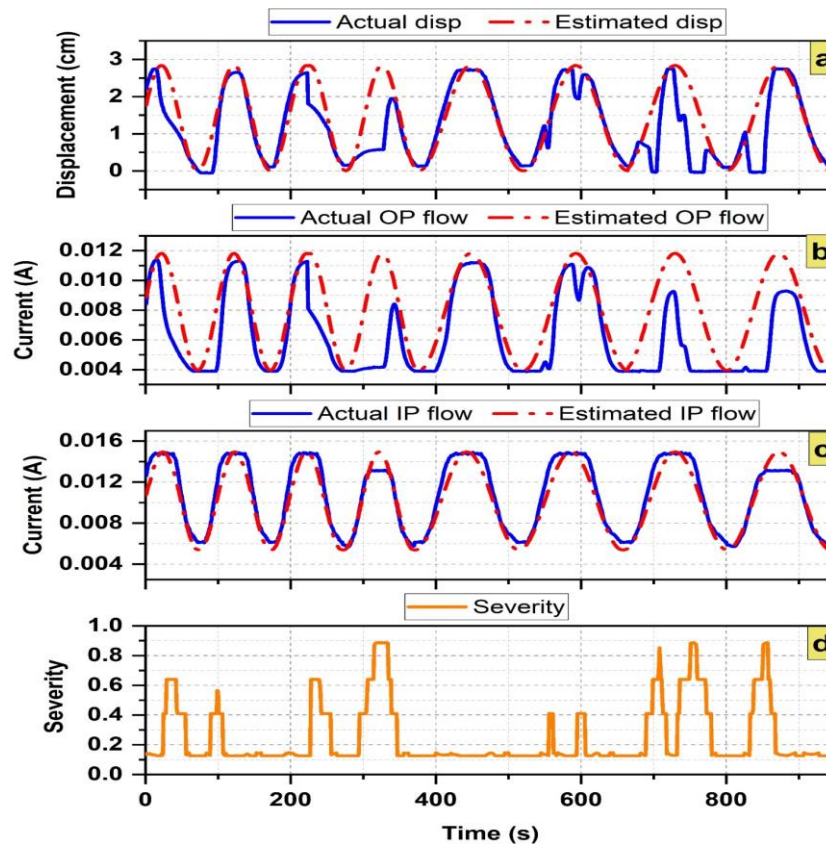 Actual disp Estimated disp
a
Displacement (cm)
3
2
1
0
Actual OP flow Estimated OP flow
b
Current (A)
0.012
0.010
0.008
0.006
0.004
Actual IP flow Estimated IP flow
c
Current (A)
0.016
0.012
0.008
0.004
Severity
d
Severity
1.0
0.8
0.6
0.4
0.2
0.0
0 200 400 600 800
Time (s)